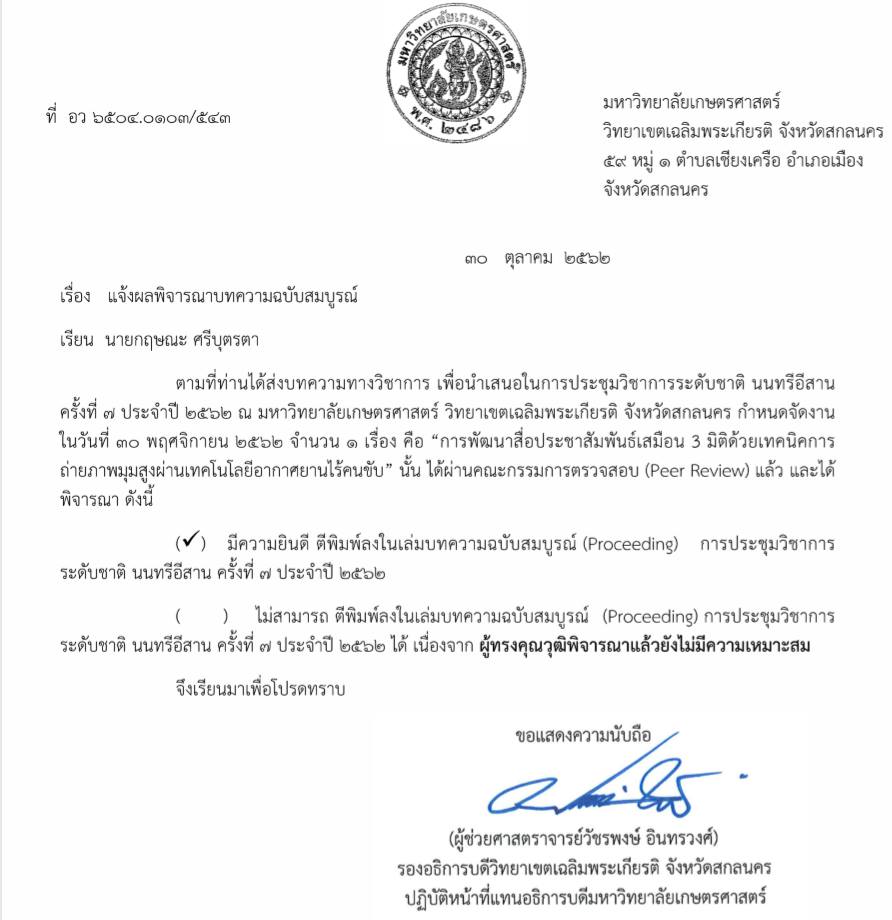 มหาวิทยาลัยเกษตรศาสตร์
พ.ศ. ๒๔๘๖
ที่ อว ๖๕๐๔.๐๑๐๓/๕๔๓
มหาวิทยาลัยเกษตรศาสตร์
วิทยาเขตเฉลิมพระเกียรติ จังหวัดสกลนคร
๕๙ หมู่ ๑ ตำบลเชียงเครือ อำเภอเมือง
จังหวัดสกลนคร
๓๐ ตุลาคม ๒๕๖๒
เรื่อง แจ้งผลพิจารณาบทความฉบับสมบูรณ์
เรียน นายกฤษณะ ศรีบุตรตา
ตามที่ท่านได้ส่งบทความทางวิชาการ เพื่อนำเสนอในการประชุมวิชาการระดับชาติ นนทรีอีสาน
ครั้งที่ ๗ ประจำปี ๒๕๖๒ ณ มหาวิทยาลัยเกษตรศาสตร์ วิทยาเขตเฉลิมพระเกียรติ จังหวัดสกลนคร กำหนดจัดงาน
ในวันที่ ๓๐ พฤศจิกายน ๒๕๖๒ จำนวน ๑ เรื่อง คือ “การพัฒนาสื่อประชาสัมพันธ์เสมือน 3 มิติด้วยเทคนิคการ
ถ่ายภาพมุมสูงผ่านเทคโนโลยีอากาศยานไร้คนขับ” นั้น ได้ผ่านคณะกรรมการตรวจสอบ (Peer Review) แล้ว และได้
พิจารณา ดังนี้
(✓) มีความยินดี ตีพิมพ์ลงในเล่มบทความฉบับสมบูรณ์ (Proceeding) การประชุมวิชาการ
ระดับชาติ นนทรีอีสาน ครั้งที่ ๗ ประจำปี ๒๕๖๒
( ) ไม่สามารถ ตีพิมพ์ลงในเล่มบทความฉบับสมบูรณ์ (Proceeding) การประชุมวิชาการ
ระดับชาติ นนทรีอีสาน ครั้งที่ ๗ ประจำปี ๒๕๖๒ ได้ เนื่องจาก ผู้ทรงคุณวุฒิพิจารณาแล้วยังไม่มีความเหมาะสม
จึงเรียนมาเพื่อโปรดทราบ
ขอแสดงความนับถือ
(ผู้ช่วยศาสตราจารย์วัชรพงษ์ อินทรวงศ์)
รองอธิการบดีวิทยาเขตเฉลิมพระเกียรติ จังหวัดสกลนคร
ปฏิบัติหน้าที่แทนอธิการบดีมหาวิทยาลัยเกษตรศาสตร์